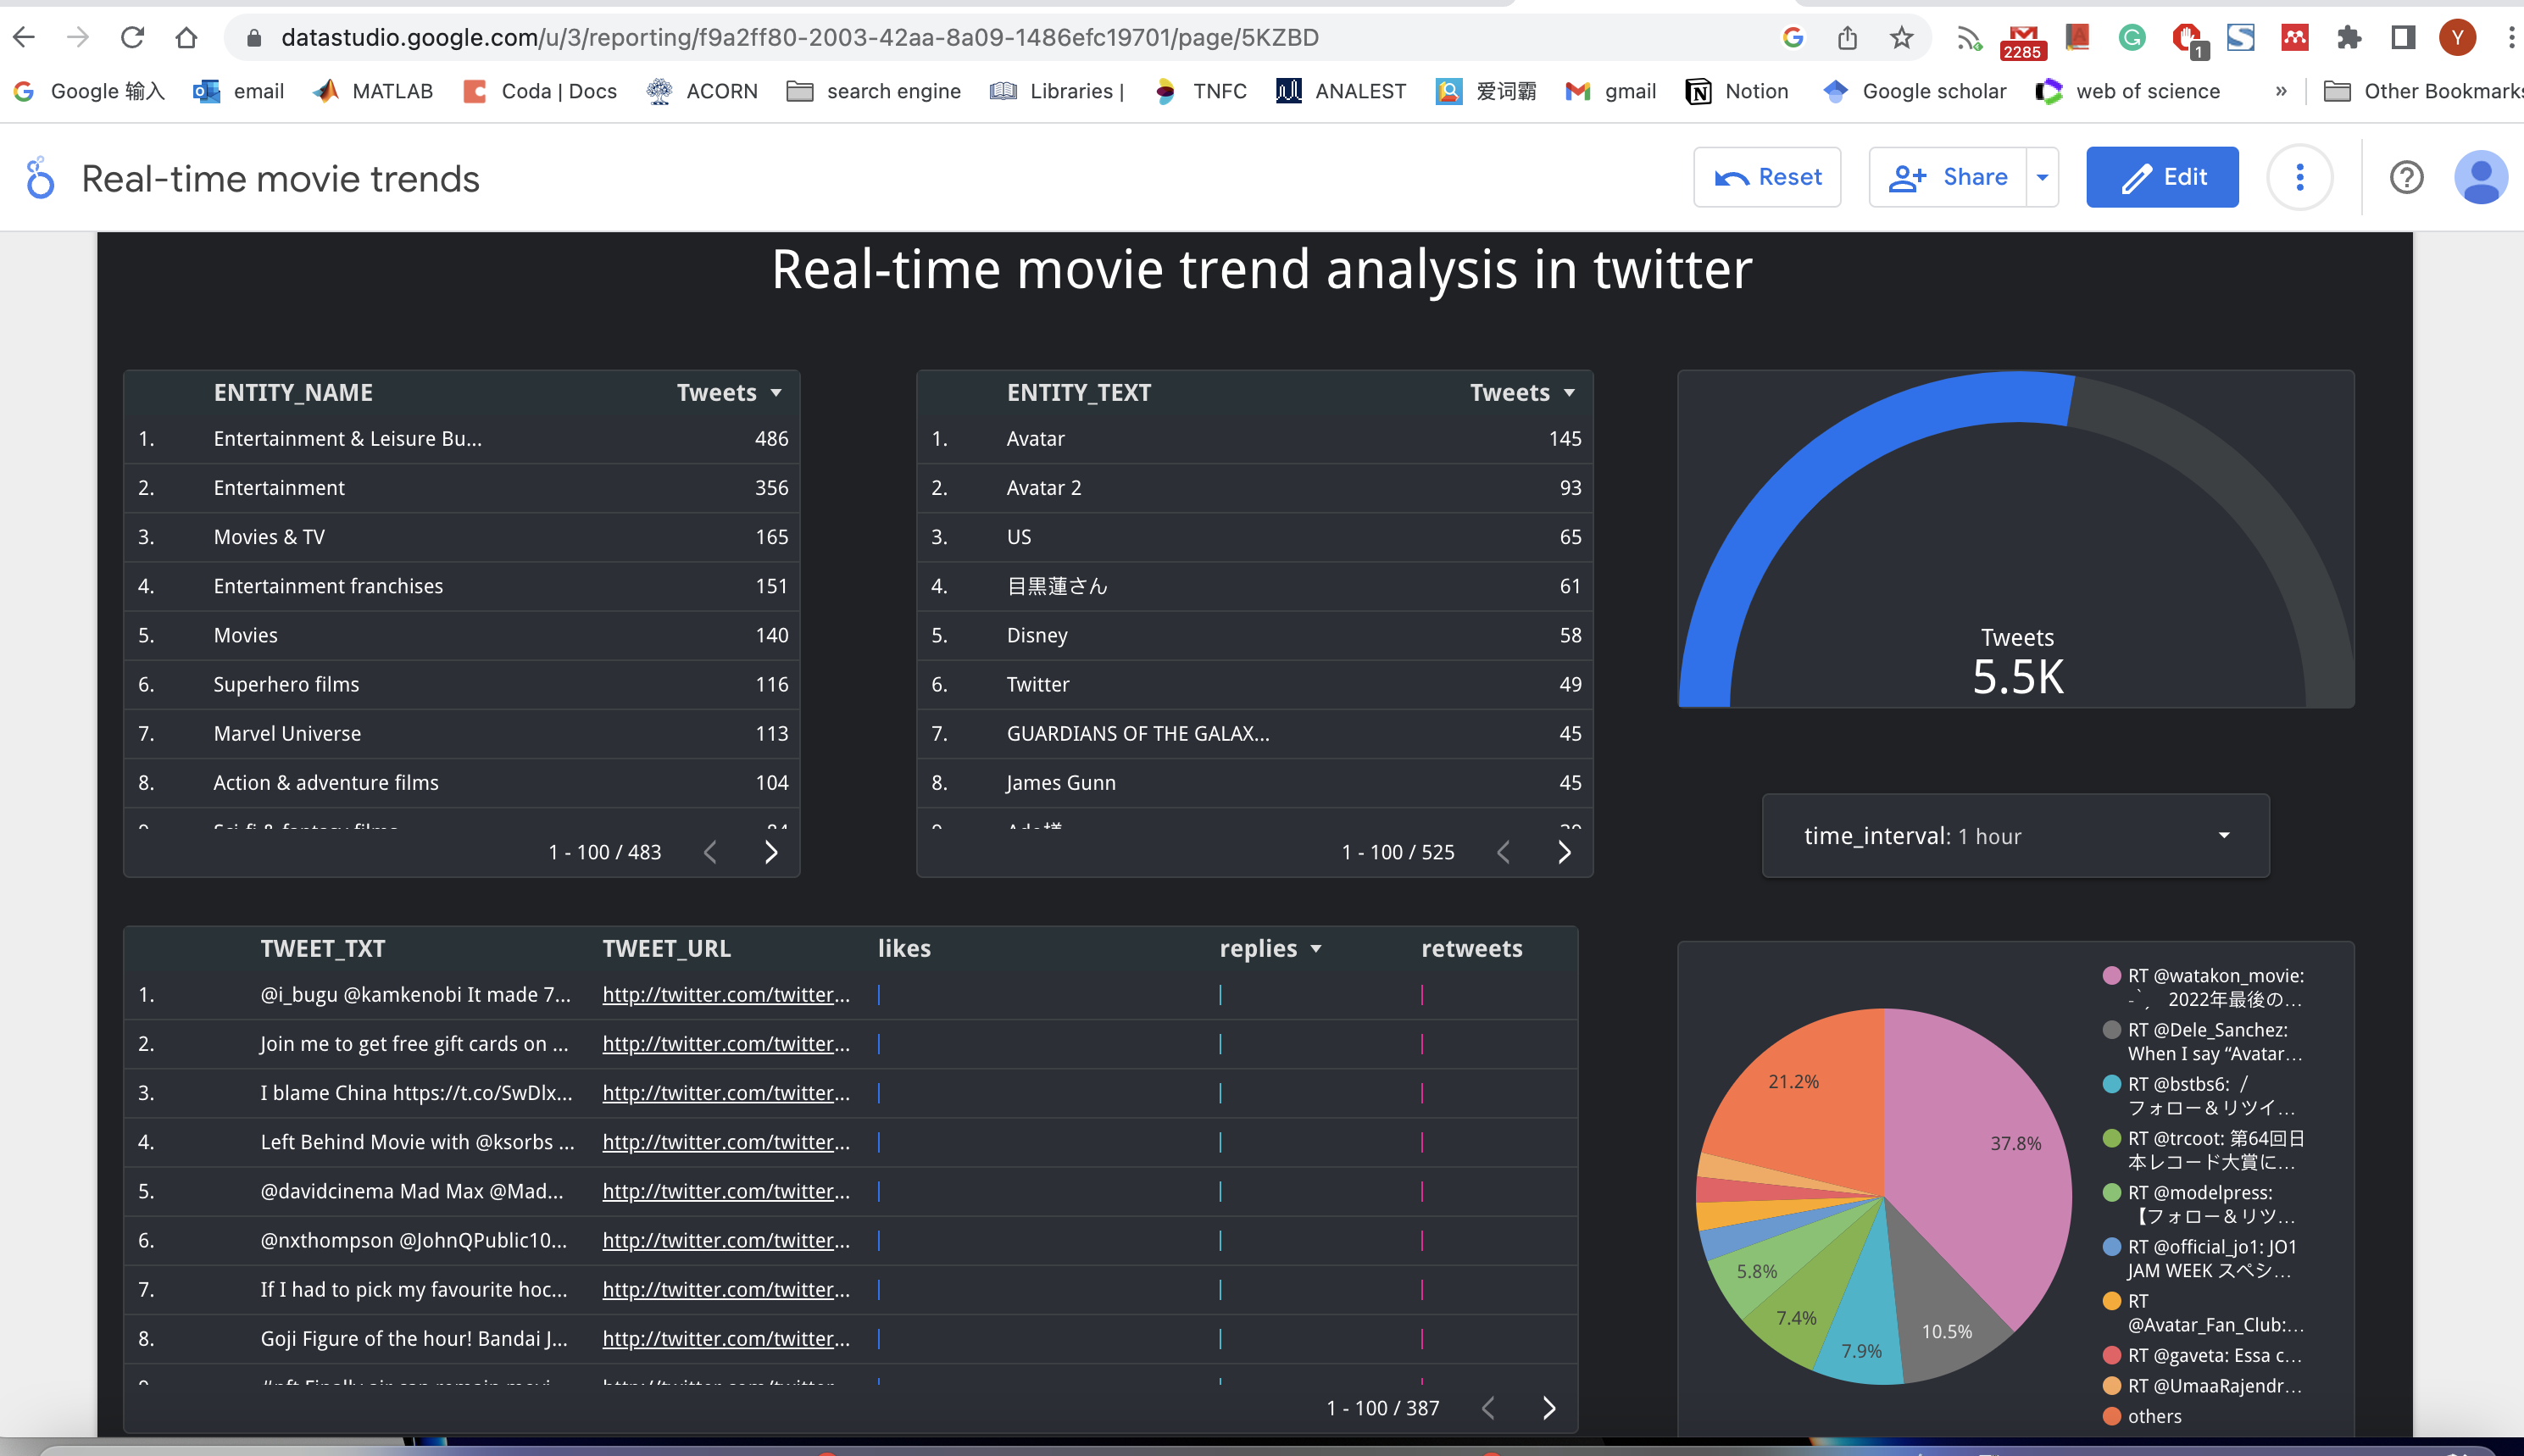 datastudio.google.com/u/3/reporting/f9a2ff80-2003-42aa-8a09-1486efc19701/page/5KZBD
2285
1
Y
Google 输入 email MATLAB Coda | Docs ACORN search engine Libraries | TNFC ANALEST 爱词霸 gmail Notion Google scholar web of science » Other Bookmarks
Real-time movie trends
Reset Share Edit
Real-time movie trend analysis in twitter
ENTITY_NAME Tweets
1. Entertainment & Leisure Bu... 486
2. Entertainment 356
3. Movies & TV 165
4. Entertainment franchises 151
5. Movies 140
6. Superhero films 116
7. Marvel Universe 113
8. Action & adventure films 104
9. Sci-fi & fantasy films 84
1 - 100 / 483
ENTITY_TEXT Tweets
1. Avatar 145
2. Avatar 2 93
3. US 65
4. 目黒蓮さん 61
5. Disney 58
6. Twitter 49
7. GUARDIANS OF THE GALAX... 45
8. James Gunn 45
9. Ado様
1 - 100 / 525
Tweets
5.5K
time_interval: 1 hour
TWEET_TXT TWEET_URL likes replies retweets
1. @i_bugu @kamkenobi It made 7... http://twitter.com/twitter...
2. Join me to get free gift cards on ... http://twitter.com/twitter...
3. I blame China https://t.co/SwDlx... http://twitter.com/twitter...
4. Left Behind Movie with @ksorbs ... http://twitter.com/twitter...
5. @davidcinema Mad Max @Mad... http://twitter.com/twitter...
6. @nxthompson @JohnQPublic10... http://twitter.com/twitter...
7. If I had to pick my favourite hoc... http://twitter.com/twitter...
8. Goji Figure of the hour! Bandai J... http://twitter.com/twitter...
1 - 100 / 387
37.8%
10.5%
7.9%
7.4%
5.8%
21.2%
RT @watakon_movie:
-`, 2022年最後の...
RT @Dele_Sanchez:
When I say “Avatar...
RT @bstbs6: /
フォロー＆リツイ...
RT @trcoot: 第64回日
本レコード大賞に...
RT @modelpress:
【フォロー＆リツ...
RT @official_jo1: JO1
JAM WEEK スペシ...
RT
@Avatar_Fan_Club:...
RT @gaveta: Essa c...
RT @UmaaRajendr...
others